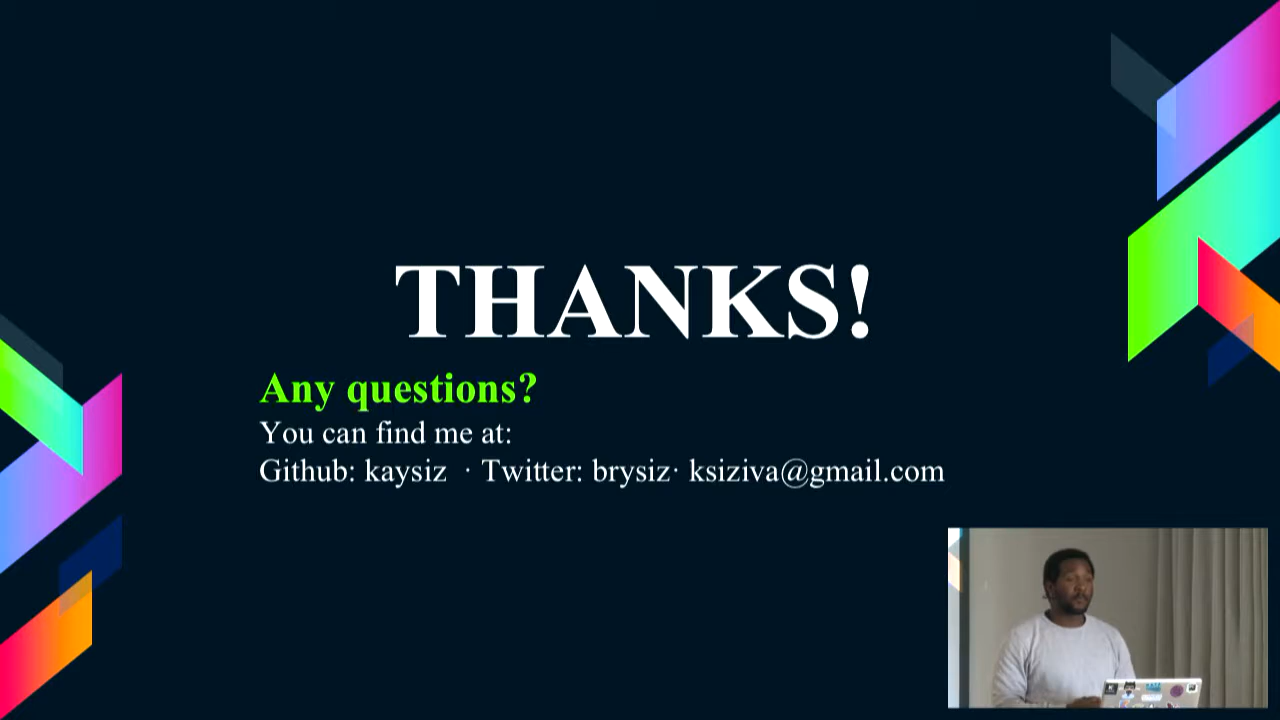 THANKS!
Any questions?
You can find me at:
Github: kaysiz · Twitter: brysiz· ksiziva@gmail.com